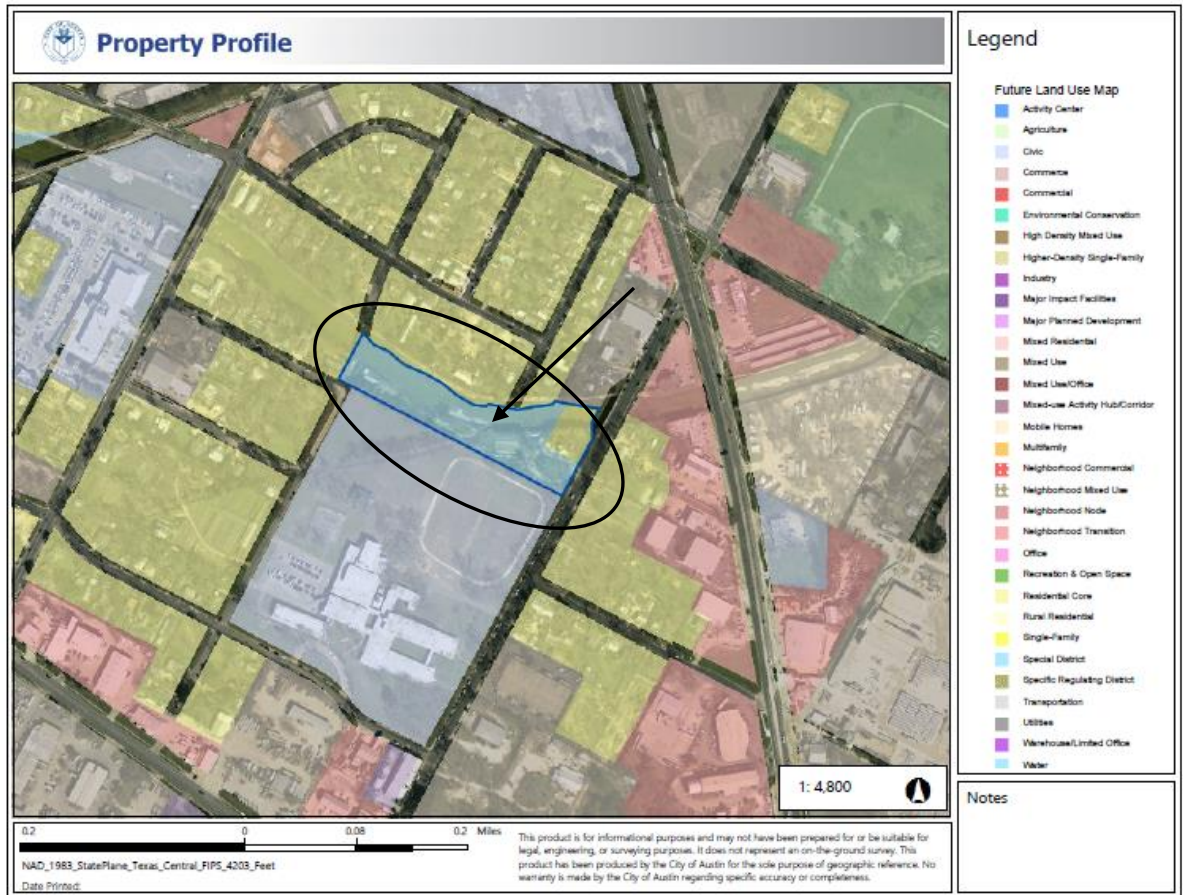 Property Profile
Legend
Future Land Use Map
Activity Center
Agriculture
Civic
Commerce
Commercial
Environmental Conservation
High Density Mixed Use
Higher-Density Single-Family
Industry
Major Impact Facilities
Major Planned Development
Mixed Residential
Mixed Use
Mixed Use/Office
Mixed-use Activity Hub/Corridor
Mobile Homes
Multifamily
Neighborhood Commercial
Neighborhood Mixed Use
Neighborhood Node
Neighborhood Transition
Office
Recreation & Open Space
Residential Core
Rural Residential
Single-Family
Special District
Specific Regulating District
Transportation
Utilities
Warehouse/Limited Office
Water
1: 4,800
Notes
0.2 0 0.08 0.2 Miles
NAD_1983_StatePlane_Texas_Central_FIPS_4203_Feet
Date Printed:
This product is for informational purposes and may not have been prepared for or be suitable for
legal, engineering, or surveying purposes. It does not represent an on-the-ground survey. This
product has been produced by the City of Austin for the sole purpose of geographic reference. No
warranty is made by the City of Austin regarding specific accuracy or completeness.